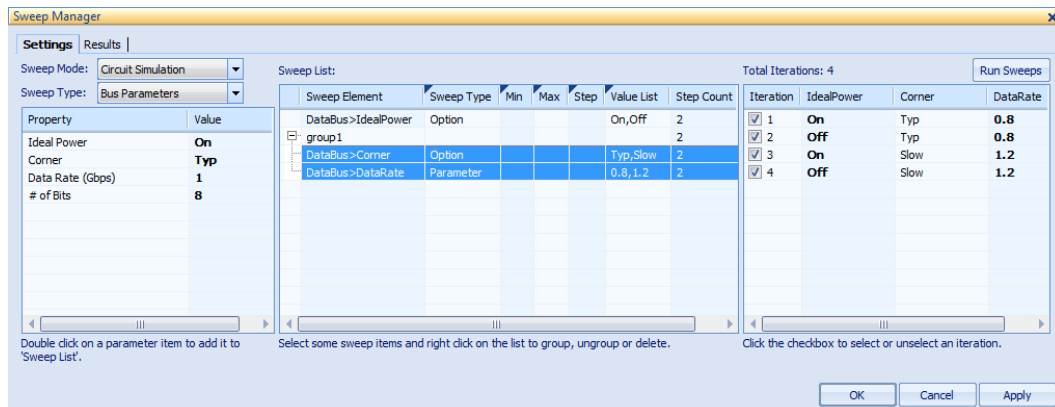 Sweep Manager
Settings Results
Sweep Mode: Circuit Simulation
Sweep Type: Bus Parameters
Property Value
Ideal Power On
Corner Typ
Data Rate (Gbps) 1
# of Bits 8
Double click on a parameter item to add it to
'Sweep List'.
Sweep List:
Sweep Element Sweep Type Min Max Step Value List Step Count
DataBus>IdealPower Option On,Off 2
group1 2
DataBus>Corner Option Typ,Slow 2
DataBus>DataRate Parameter 0.8,1.2 2
Select some sweep items and right click on the list to group, ungroup or delete.
Total Iterations: 4 Run Sweeps
Iteration IdealPower Corner DataRate
1 On Typ 0.8
2 Off Typ 0.8
3 On Slow 1.2
4 Off Slow 1.2
Click the checkbox to select or unselect an iteration.
OK Cancel Apply